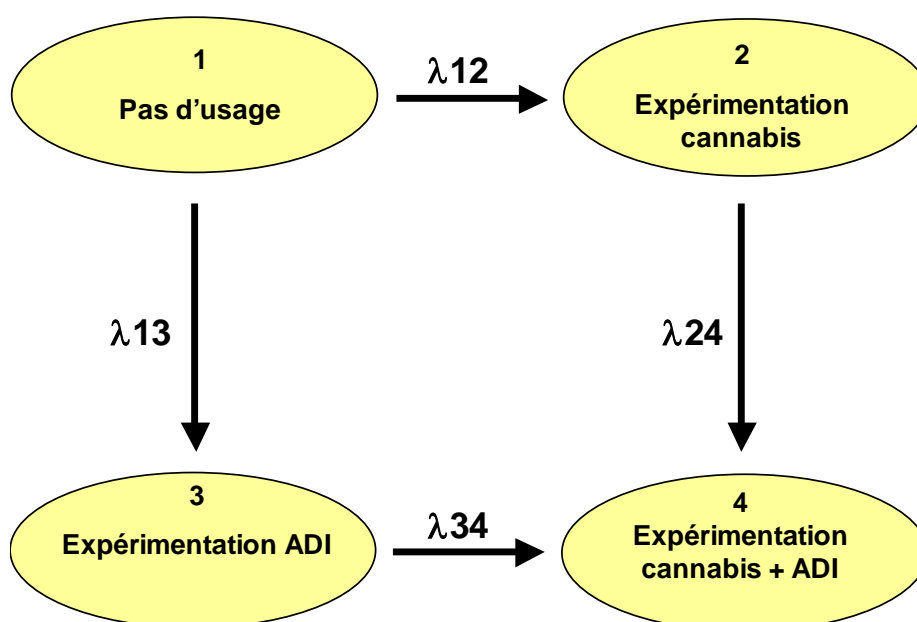 1
Pas d'usage
λ12
2
Expérimentation
cannabis
λ13
λ24
3
Expérimentation ADI
λ34
4
Expérimentation
cannabis + ADI